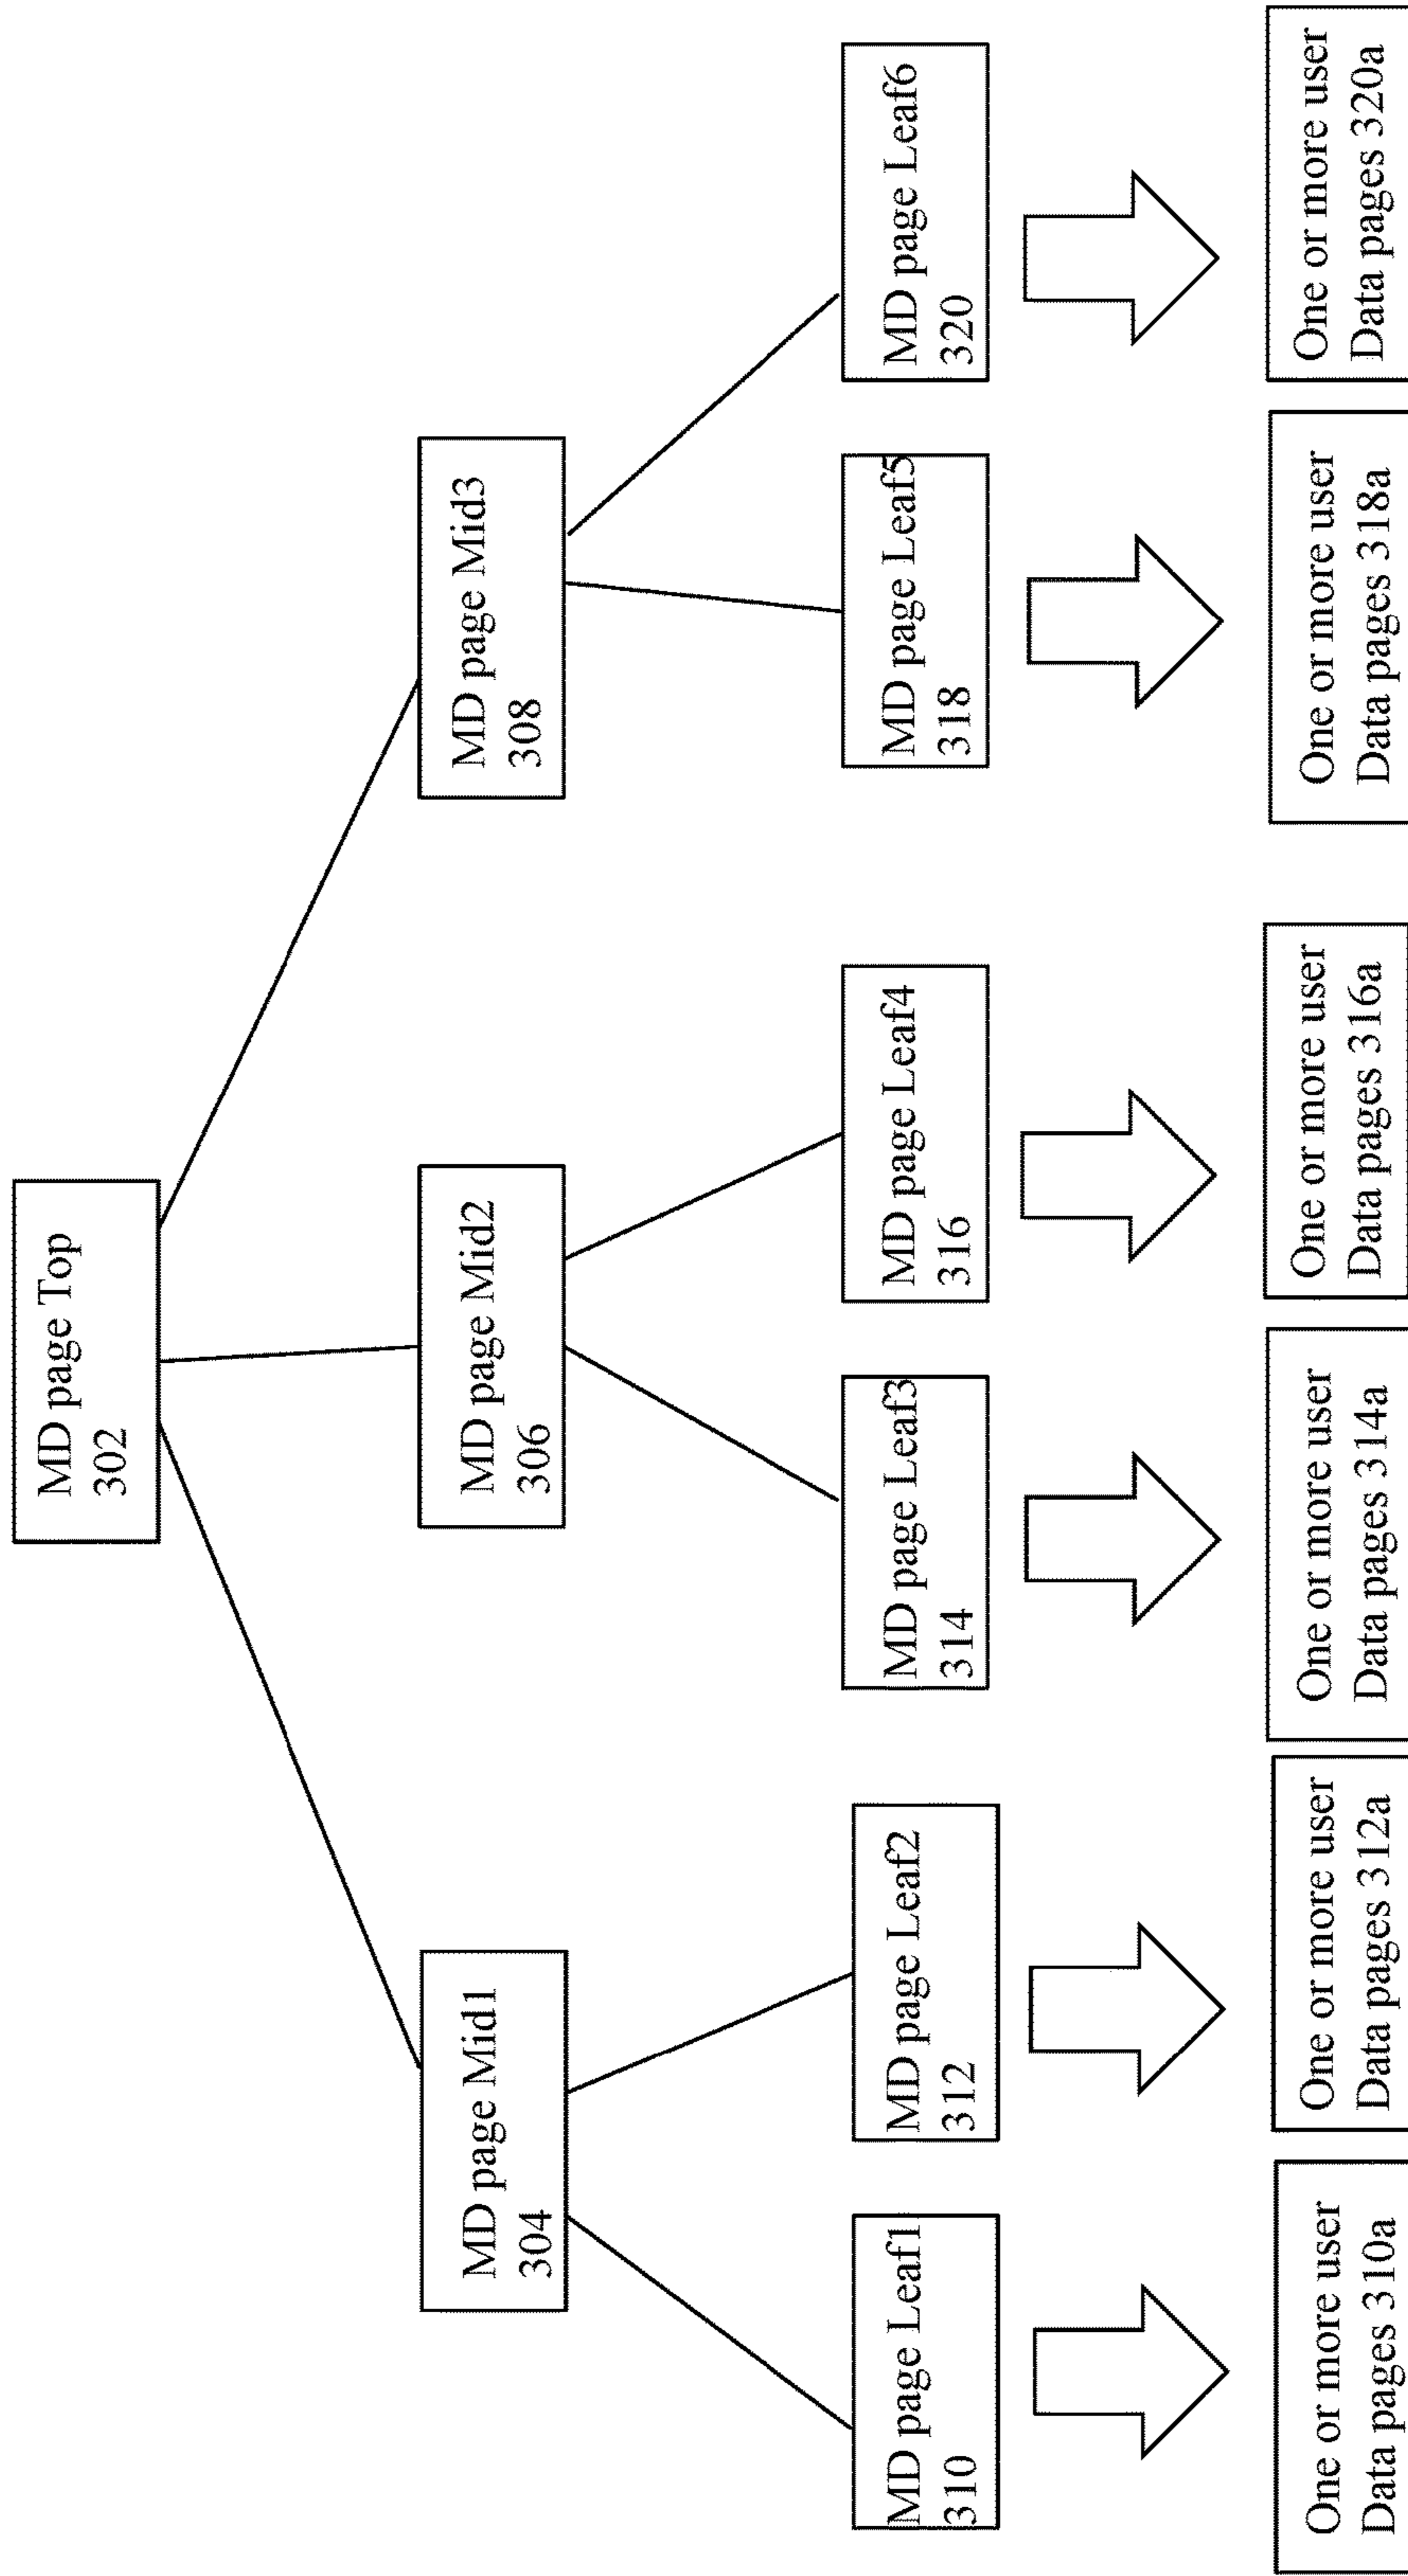 MD page Top
302
MD page Mid1
304
MD page Mid2
306
MD page Mid3
308
MD page Leaf1
310
MD page Leaf2
312
MD page Leaf3
314
MD page Leaf4
316
MD page Leaf5
318
MD page Leaf6
320
One or more user
Data pages 310a
One or more user
Data pages 312a
One or more user
Data pages 314a
One or more user
Data pages 316a
One or more user
Data pages 318a
One or more user
Data pages 320a